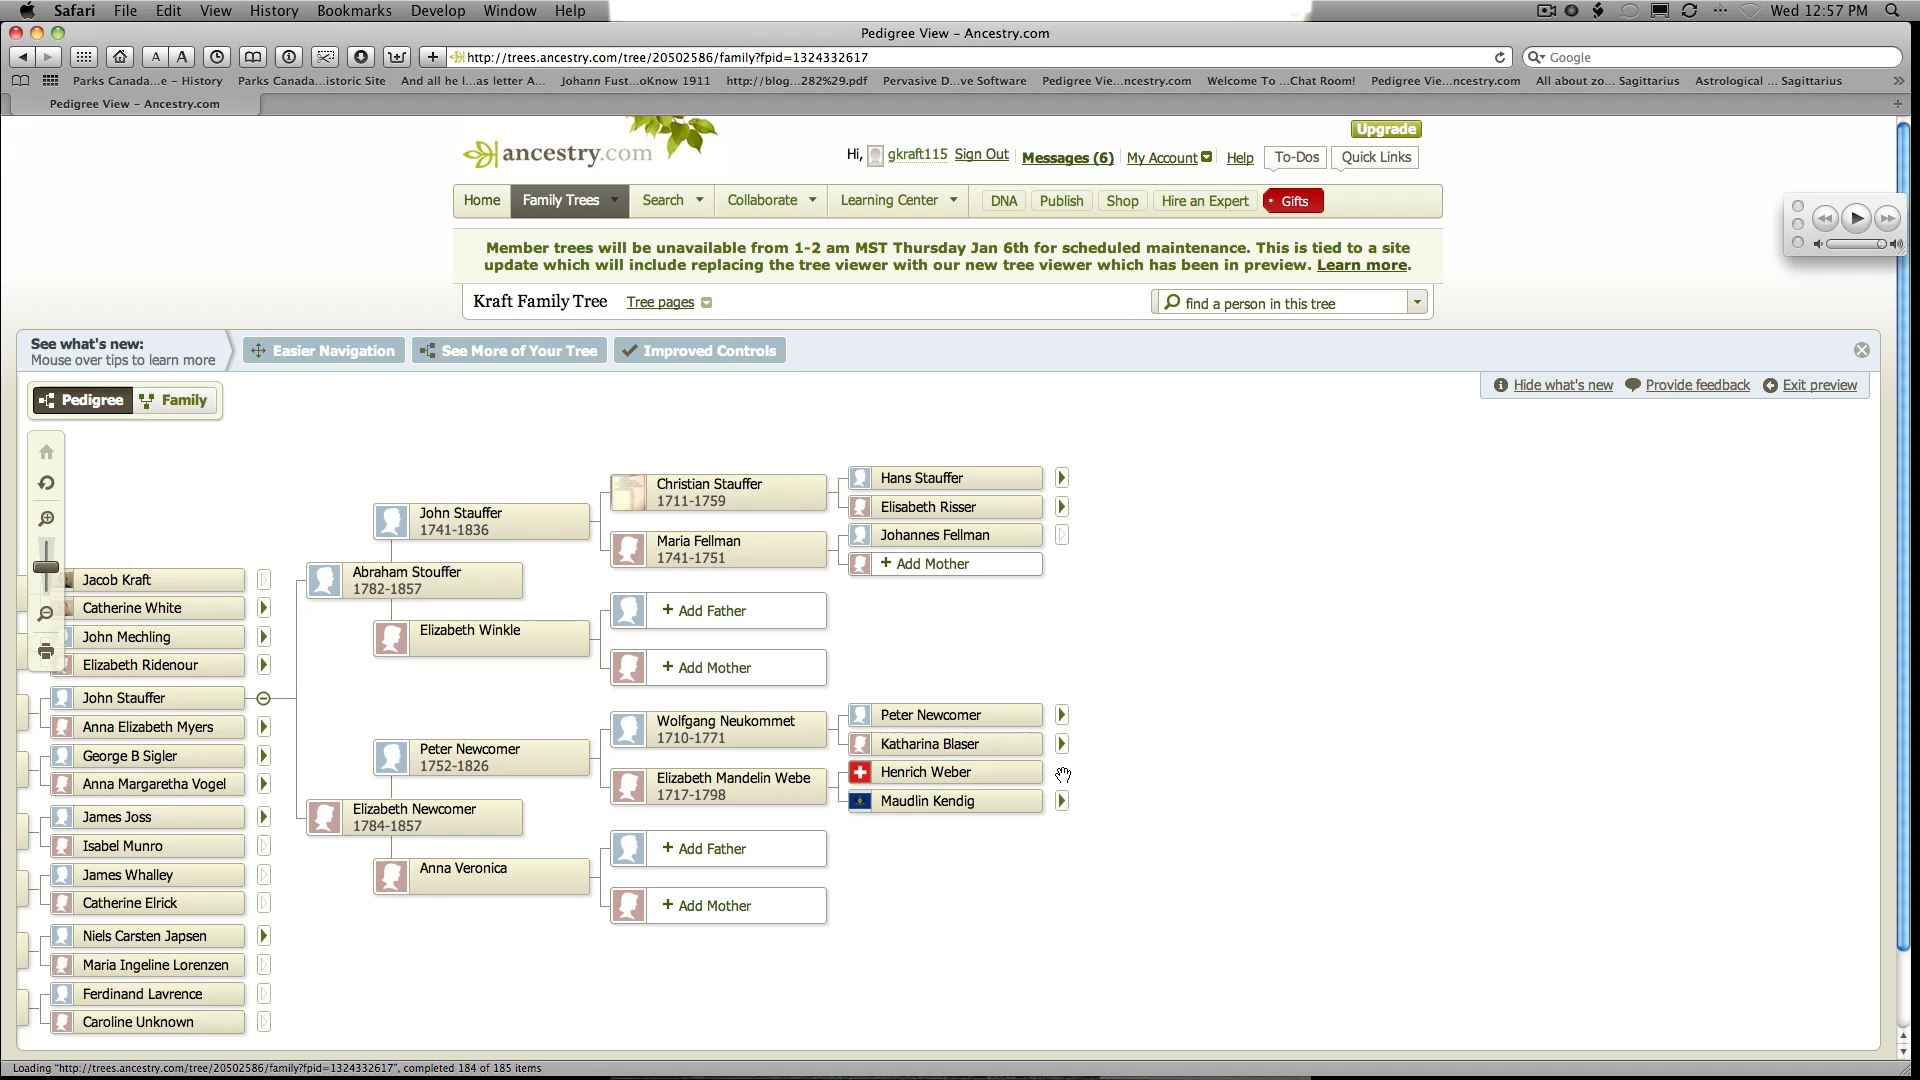 Safari File Edit View History Bookmarks Develop Window Help
Wed 12:57 PM
Pedigree View – Ancestry.com
A A
http://trees.ancestry.com/tree/20502586/family?fpid=1324332617
Google
Parks Canada...e - History Parks Canada...istoric Site And all he l...as letter A... Johann Fust...oKnow 1911 http://blog...282%29.pdf Pervasive D...ve Software Pedigree Vie...ncestry.com Welcome To ...Chat Room! Pedigree Vie...ncestry.com All about zo... Sagittarius Astrological ... Sagittarius
Pedigree View – Ancestry.com
Upgrade
ancestry.com
Hi, gkraft115 Sign Out Messages (6) My Account Help To-Dos Quick Links
Home Family Trees Search Collaborate Learning Center DNA Publish Shop Hire an Expert Gifts
Member trees will be unavailable from 1-2 am MST Thursday Jan 6th for scheduled maintenance. This is tied to a site
update which will include replacing the tree viewer with our new tree viewer which has been in preview. Learn more.
Kraft Family Tree Tree pages
find a person in this tree
See what's new:
Mouse over tips to learn more
Easier Navigation See More of Your Tree Improved Controls
Hide what's new Provide feedback Exit preview
Pedigree Family
Jacob Kraft
Catherine White
John Mechling
Elizabeth Ridenour
John Stauffer
Anna Elizabeth Myers
George B Sigler
Anna Margaretha Vogel
James Joss
Isabel Munro
James Whalley
Catherine Elrick
Niels Carsten Japsen
Maria Ingeline Lorenzen
Ferdinand Lavrence
Caroline Unknown
John Stauffer
1741-1836
Abraham Stouffer
1782-1857
Elizabeth Winkle
Peter Newcomer
1752-1826
Elizabeth Newcomer
1784-1857
Anna Veronica
Christian Stauffer
1711-1759
Maria Fellman
1741-1751
+ Add Father
+ Add Mother
Wolfgang Neukommet
1710-1771
Elizabeth Mandelin Webe
1717-1798
+ Add Father
+ Add Mother
Hans Stauffer
Elisabeth Risser
Johannes Fellman
+ Add Mother
Peter Newcomer
Katharina Blaser
Henrich Weber
Maudlin Kendig
Loading "http://trees.ancestry.com/tree/20502586/family?fpid=1324332617", completed 184 of 185 items